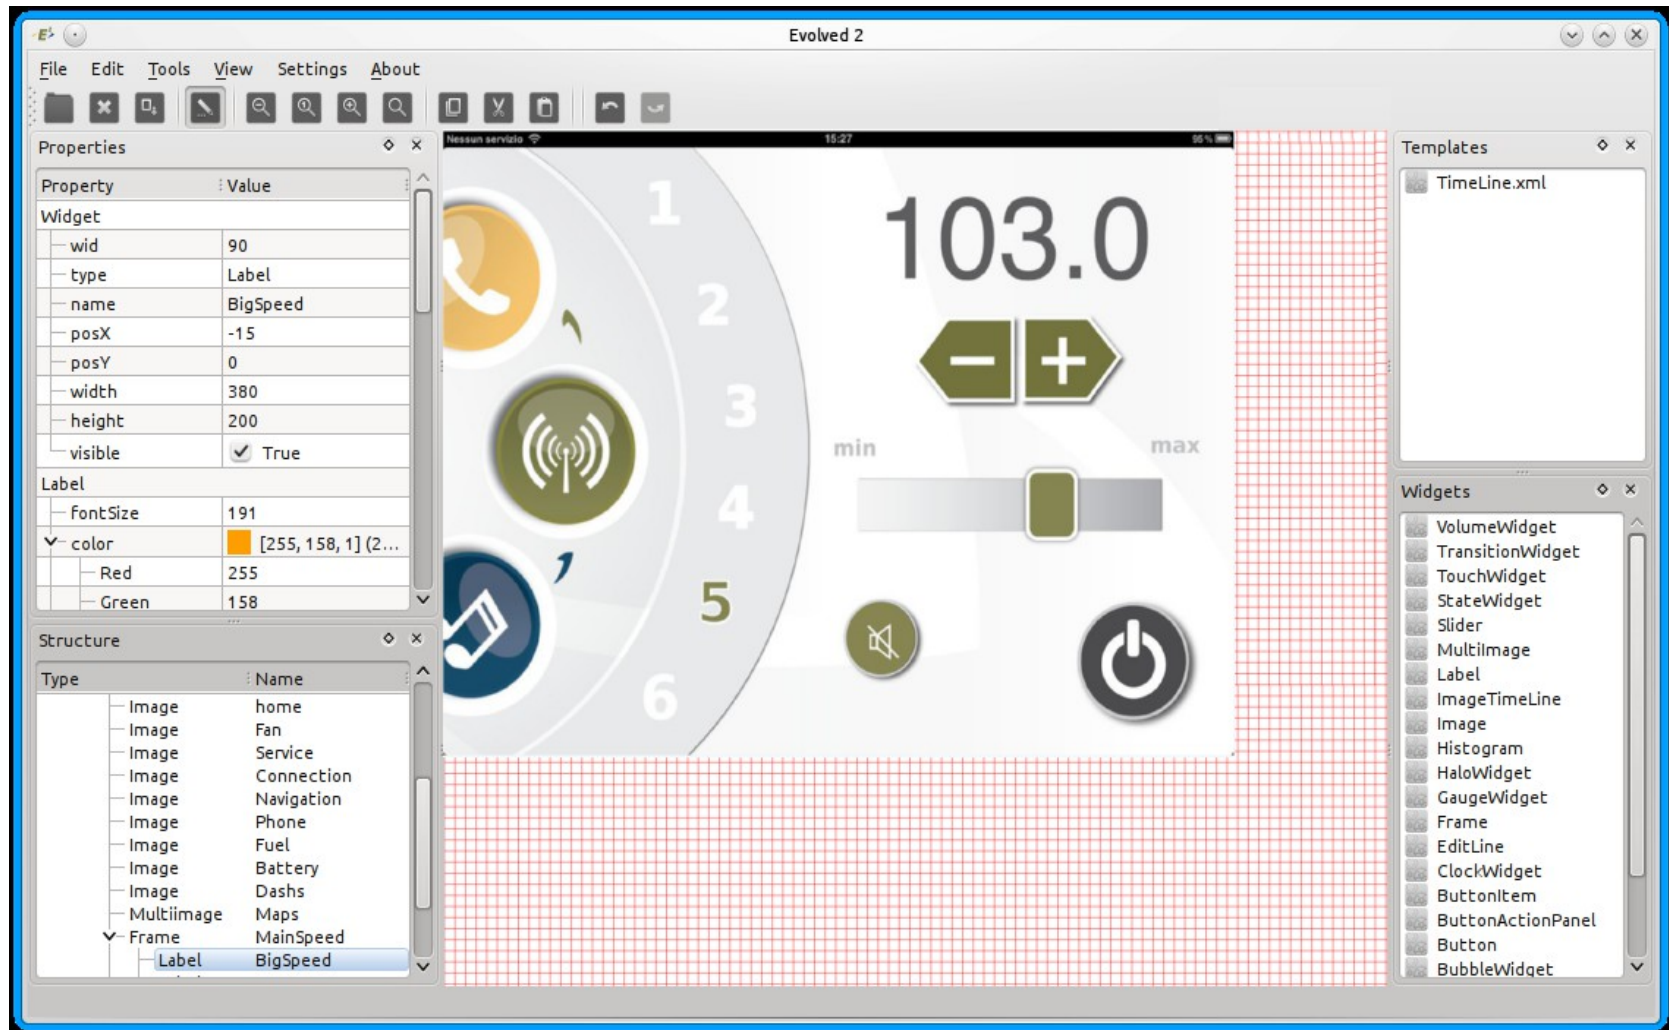 Evolved 2
File Edit Tools View Settings About
Properties
Property Value
Widget
wid 90
type Label
name BigSpeed
posX -15
posY 0
width 380
height 200
visible True
Label
FontSize 191
color [255, 158, 1] (2...
Red 255
Green 158
Structure
Type Name
Image home
Image Fan
Image Service
Image Connection
Image Navigation
Image Phone
Image Fuel
Image Battery
Image Dashs
Multiimage Maps
Frame MainSpeed
Label BigSpeed
Nessun servizio 15:27 95 %
1
2
3
4
5
6
103.0
min max
Templates
TimeLine.xml
Widgets
VolumeWidget
TransitionWidget
TouchWidget
StateWidget
Slider
MultiImage
Label
ImageTimeLine
Image
Histogram
HaloWidget
GaugeWidget
Frame
EditLine
ClockWidget
ButtonItem
ButtonActionPanel
Button
BubbleWidget